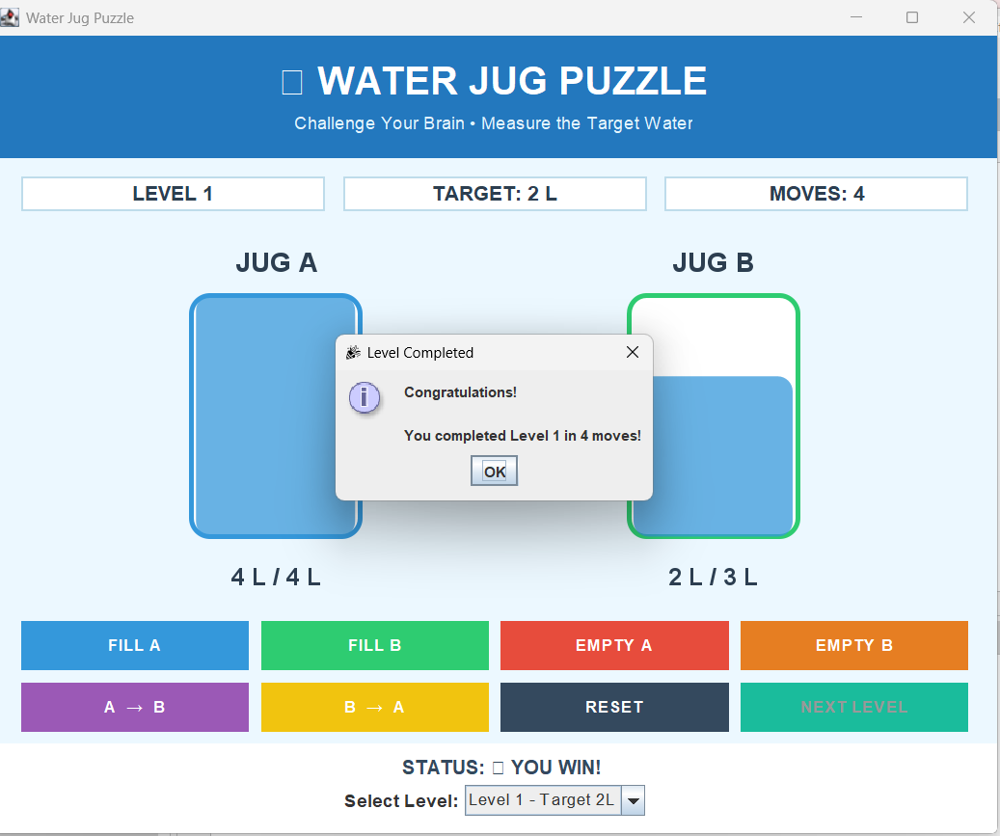 Water Jug Puzzle
WATER JUG PUZZLE
Challenge Your Brain • Measure the Target Water
LEVEL 1
TARGET: 2 L
MOVES: 4
JUG A
JUG B
Level Completed
Congratulations!
You completed Level 1 in 4 moves!
OK
4 L / 4 L
2 L / 3 L
FILL A
FILL B
EMPTY A
EMPTY B
A → B
B → A
RESET
NEXT LEVEL
STATUS: YOU WIN!
Select Level: Level 1 - Target 2L